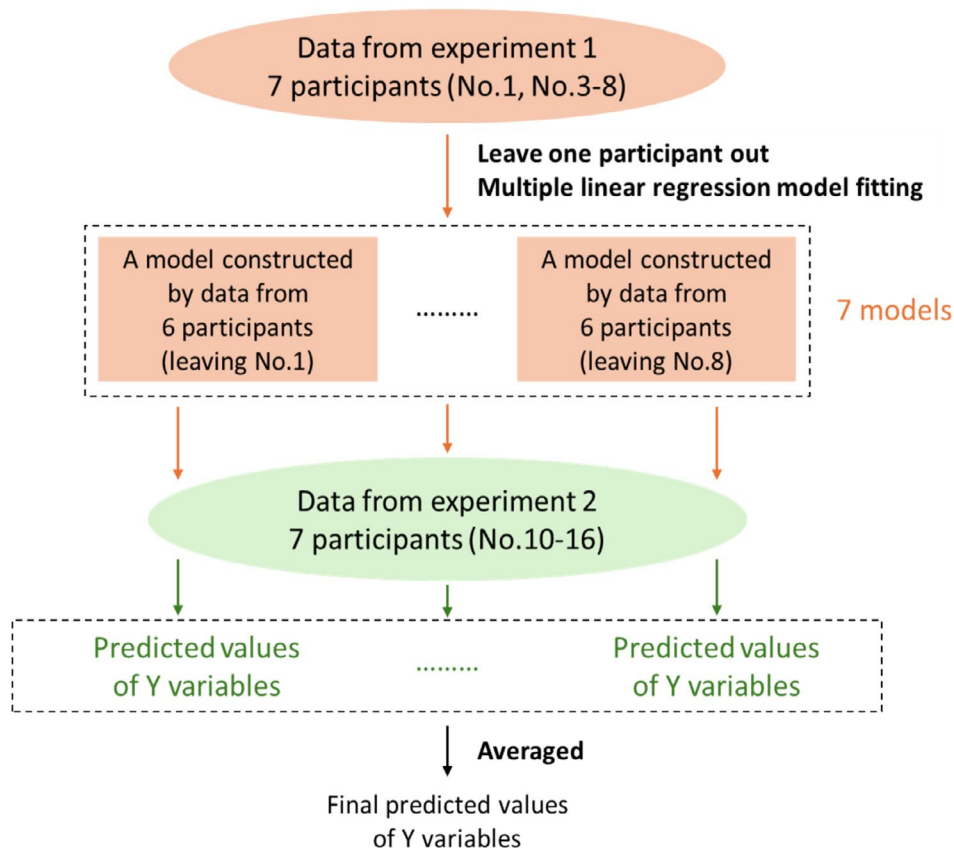 Data from experiment 1
7 participants (No.1, No.3-8)
Leave one participant out
Multiple linear regression model fitting
A model constructed
by data from
6 participants
(leaving No.1)
………
A model constructed
by data from
6 participants
(leaving No.8)
7 models
Data from experiment 2
7 participants (No.10-16)
Predicted values
of Y variables
………
Predicted values
of Y variables
Averaged
Final predicted values
of Y variables